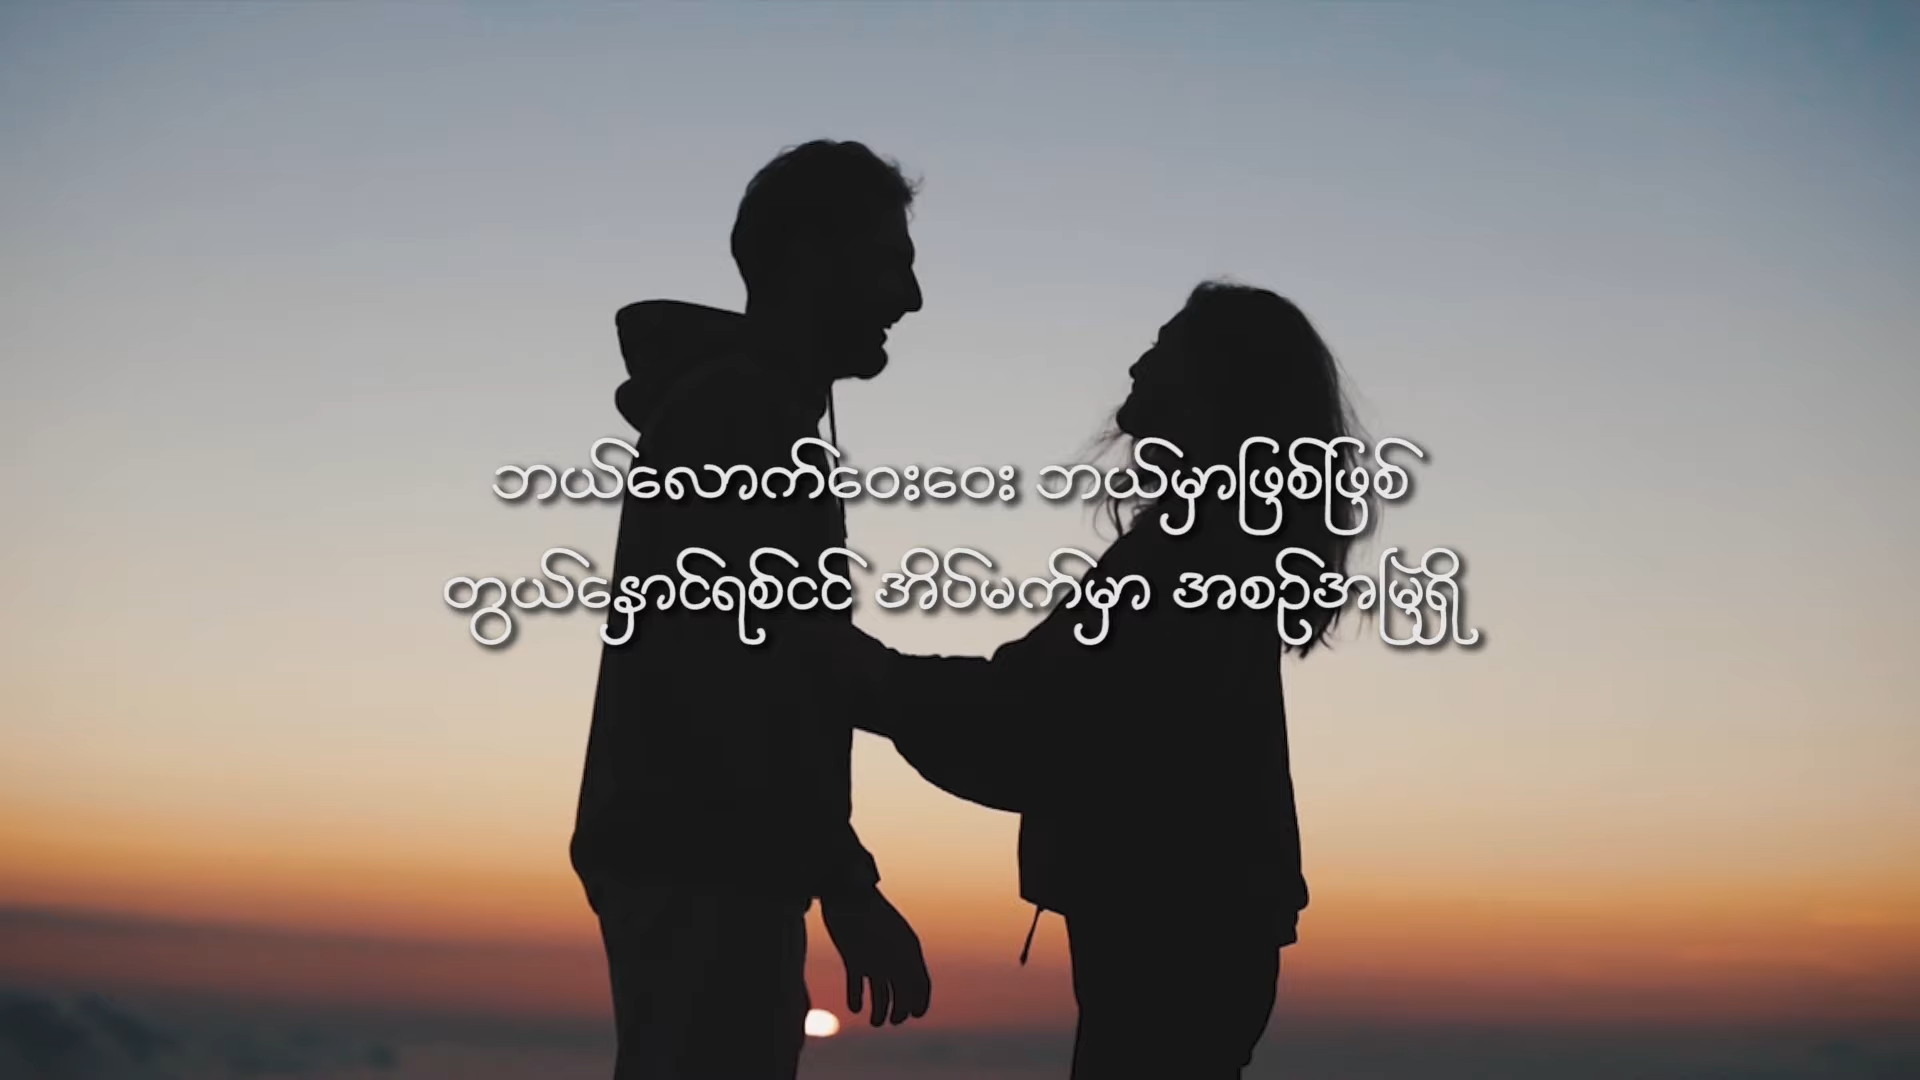 ဘယ်လောက်ဝေးဝေး ဘယ်မှာဖြစ်ဖြစ်
တွယ်နှောင်ရစ်ငင် အိပ်မက်မှာ အစဉ်အမြဲရှိ